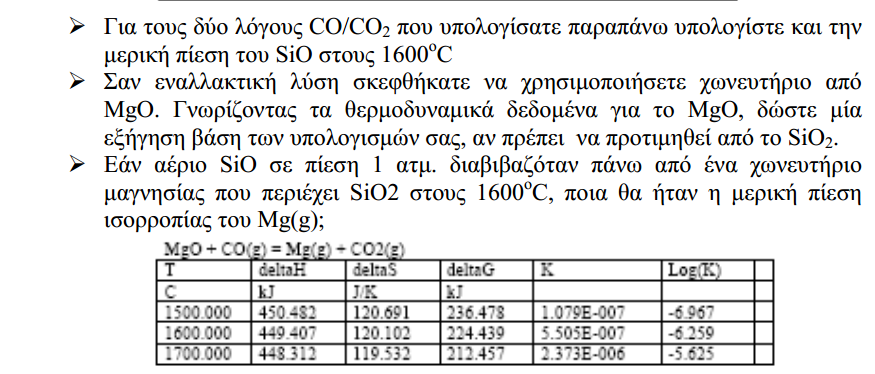 ➢ Για τους δύο λόγους CO/CO₂ που υπολογίσατε παραπάνω υπολογίστε και την
μερική πίεση του SiO στους 1600°C
➢ Σαν εναλλακτική λύση σκεφθήκατε να χρησιμοποιήσετε χωνευτήριο από
MgO. Γνωρίζοντας τα θερμοδυναμικά δεδομένα για το MgO, δώστε μία
εξήγηση βάση των υπολογισμών σας, αν πρέπει να προτιμηθεί από το SiO₂.
➢ Εάν αέριο SiO σε πίεση 1 ατμ. διαβιβαζόταν πάνω από ένα χωνευτήριο
μαγνησίας που περιέχει SiO2 στους 1600°C, ποια θα ήταν η μερική πίεση
ισορροπίας του Mg(g);
MgO + CO(g) = Mg(g) + CO2(g)
T deltaH deltaS deltaG K Log(K)
C kJ J/K kJ
1500.000 450.482 120.691 236.478 1.079E-007 -6.967
1600.000 449.407 120.102 224.439 5.505E-007 -6.259
1700.000 448.312 119.532 212.457 2.373E-006 -5.625